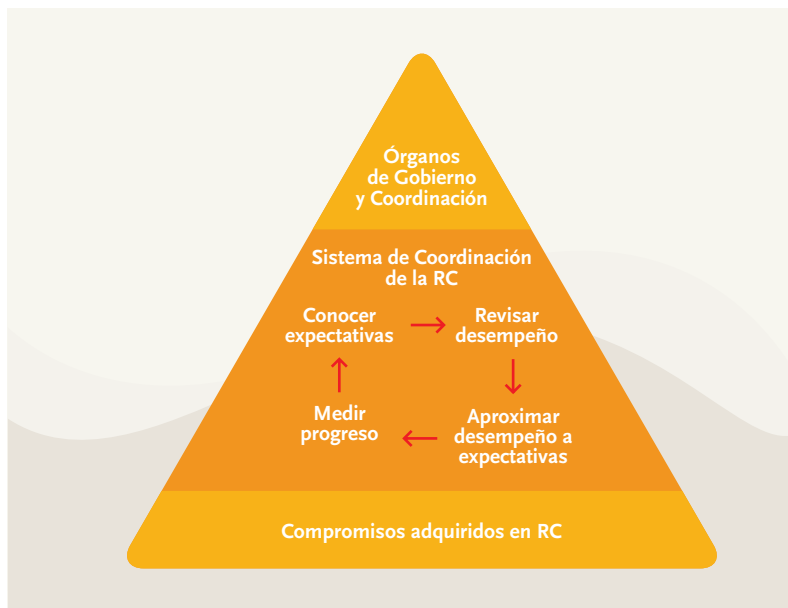 Órganos
de Gobierno
y Coordinación
Sistema de Coordinación
de la RC
Conocer
expectativas
Revisar
desempeño
Medir
progreso
Aproximar
desempeño a
expectativas
Compromisos adquiridos en RC